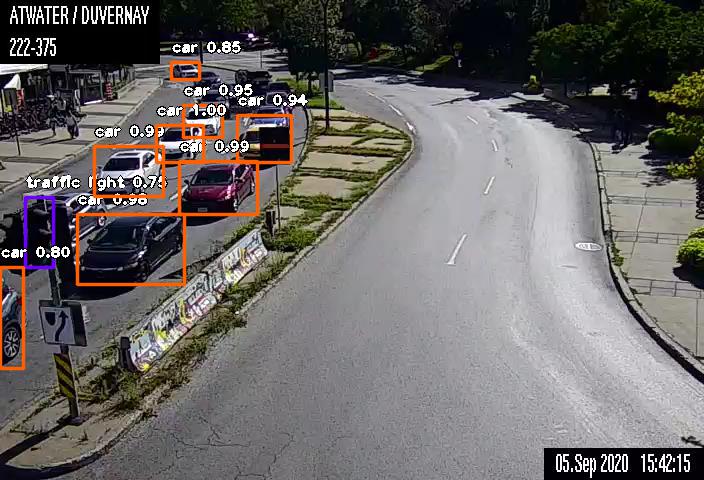 ATWATER / DUVERNAY
222-375
car 0.85
car 0.95
car 0.94
car 1.00
car 0.99
car 0.99
traffic light 0.75
car 0.98
car 0.80
05.Sep 2020 15:42:15